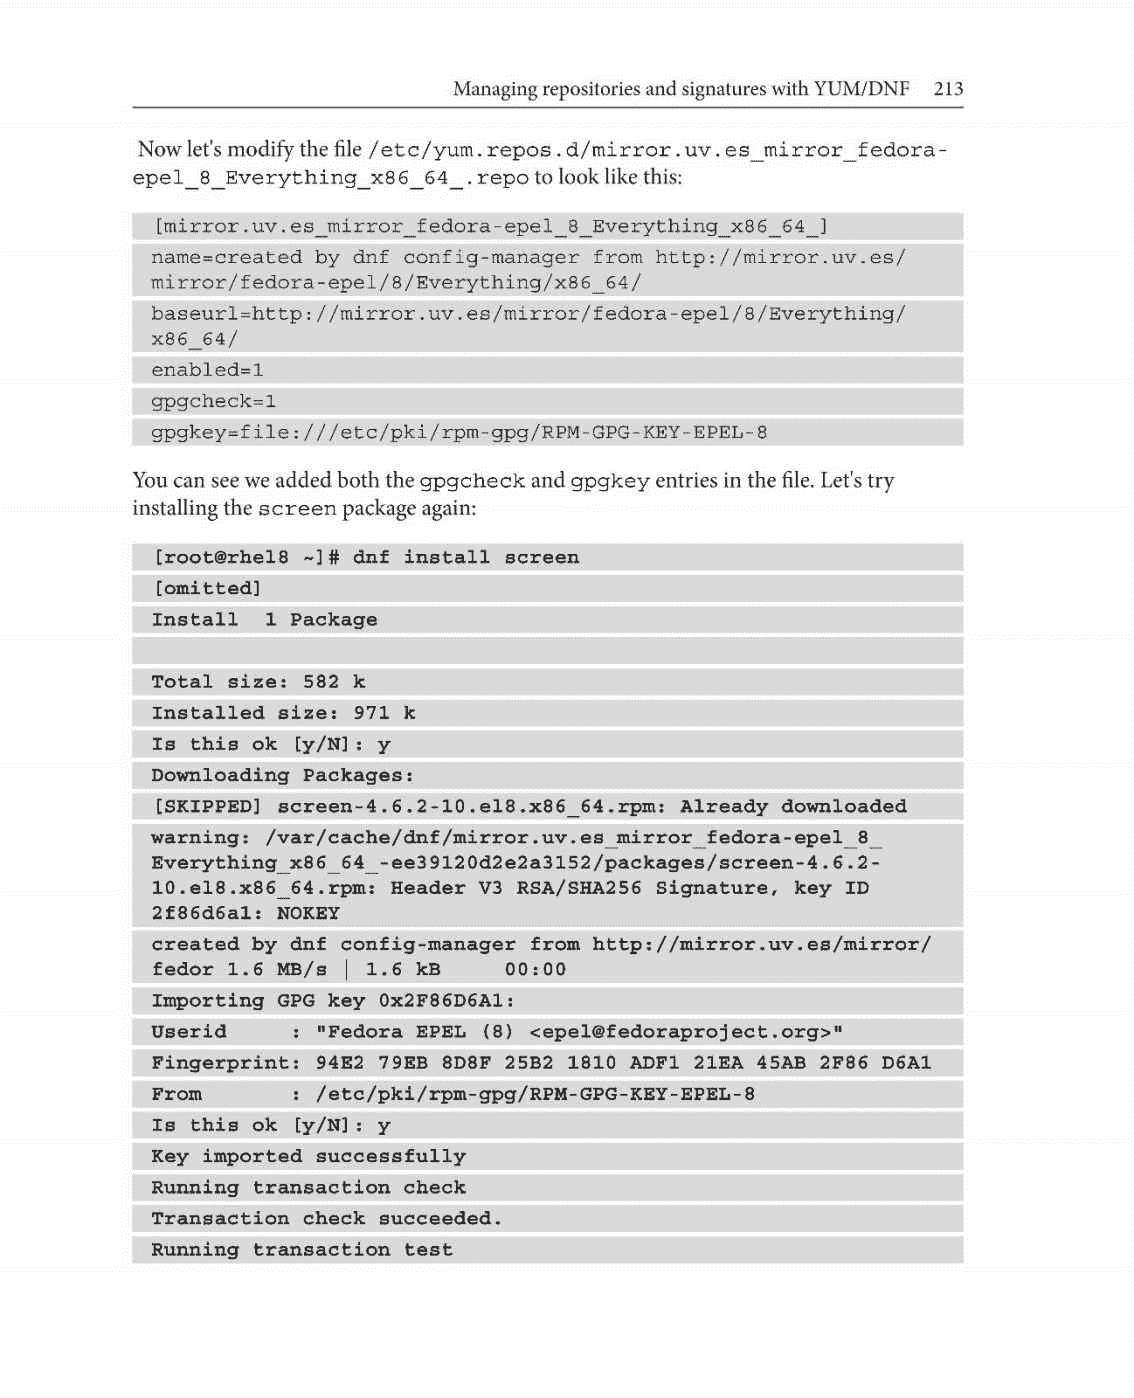 Managing repositories and signatures with YUM/DNF 213
Now let's modify the file /etc/yum.repos.d/mirror.uv.es_mirror_fedora-
epel_8_Everything_x86_64_.repo to look like this:
[mirror.uv.es_mirror_fedora-epel_8_Everything_x86_64_]
name=created by dnf config-manager from http://mirror.uv.es/
mirror/fedora-epel/8/Everything/x86_64/
baseurl=http://mirror.uv.es/mirror/fedora-epel/8/Everything/
x86_64/
enabled=1
gpgcheck=1
gpgkey=file:///etc/pki/rpm-gpg/RPM-GPG-KEY-EPEL-8
You can see we added both the gpgcheck and gpgkey entries in the file. Let's try
installing the screen package again:
[root@rhel8 ~]# dnf install screen
[omitted]
Install  1 Package
Total size: 582 k
Installed size: 971 k
Is this ok [y/N]: y
Downloading Packages:
[SKIPPED] screen-4.6.2-10.el8.x86_64.rpm: Already downloaded
warning: /var/cache/dnf/mirror.uv.es_mirror_fedora-epel_8_
Everything_x86_64_-ee39120d2e2a3152/packages/screen-4.6.2-
10.el8.x86_64.rpm: Header V3 RSA/SHA256 Signature, key ID
2f86d6a1: NOKEY
created by dnf config-manager from http://mirror.uv.es/mirror/
fedor 1.6 MB/s | 1.6 kB     00:00
Importing GPG key 0x2F86D6A1:
Userid     : "Fedora EPEL (8) <epel@fedoraproject.org>"
Fingerprint: 94E2 79EB 8D8F 25B2 1810 ADF1 21EA 45AB 2F86 D6A1
From       : /etc/pki/rpm-gpg/RPM-GPG-KEY-EPEL-8
Is this ok [y/N]: y
Key imported successfully
Running transaction check
Transaction check succeeded.
Running transaction test